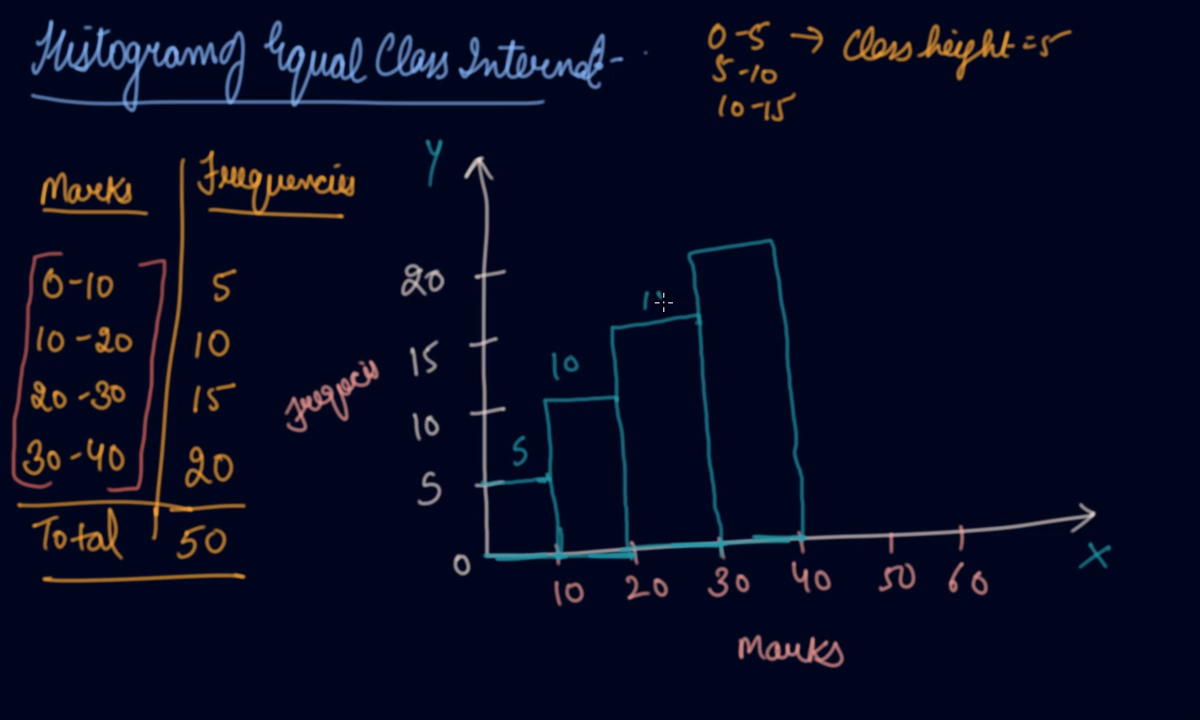 Histogram of Equal Class Interval-
0-5 → Class height = 5
5-10
10-15
Marks Frequencies
0-10 5
10-20 10
20-30 15
30-40 20
Total 50
Y
20
15
10
5
0
5
10
10 20 30 40 50 60
X
Marks